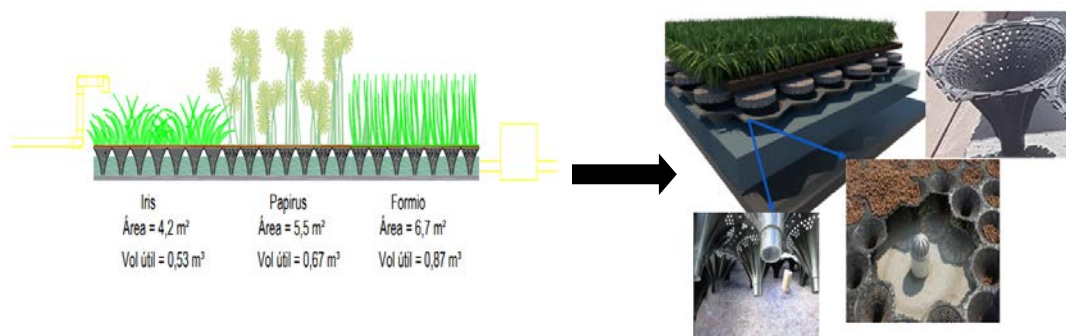 Iris
Área = 4,2 m²
Vol útil = 0,53 m³
Papirus
Área = 5,5 m²
Vol útil = 0,67 m³
Formio
Área = 6,7 m²
Vol útil = 0,87 m³